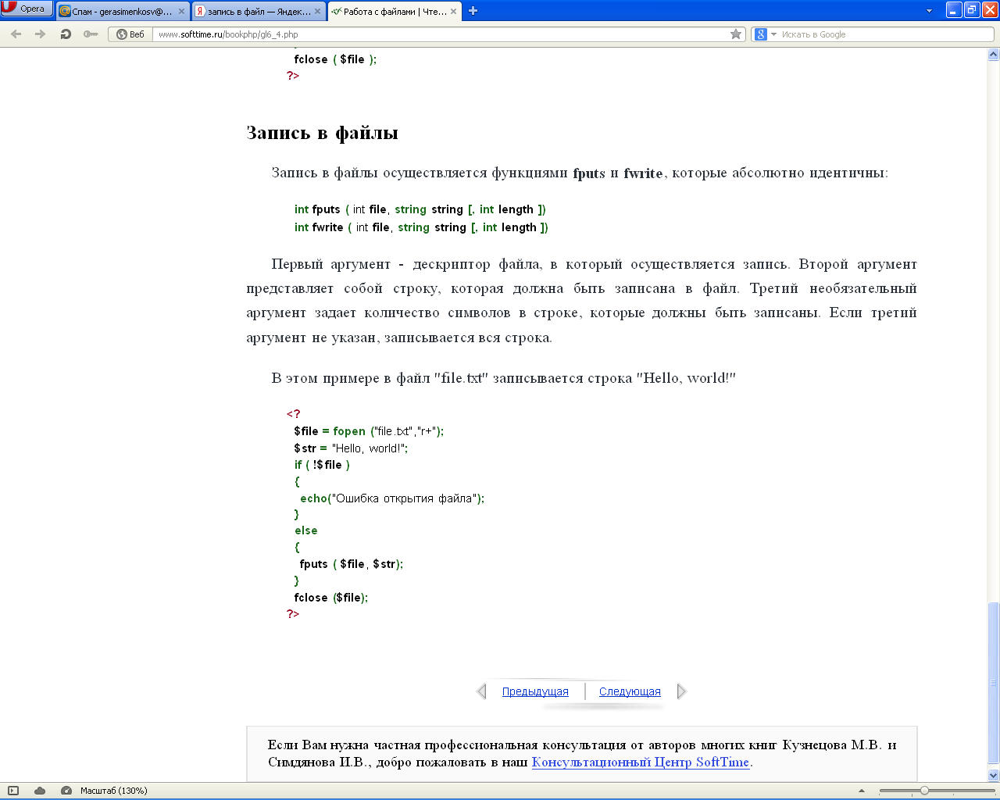 Opera
Спам - gerasimenkosv@...
запись в файл — Яндек...
Работа с файлами | Чте...
Веб
www.softtime.ru/bookphp/gl6_4.php
Искать в Google
fclose ( $file );
?>
Запись в файлы
Запись в файлы осуществляется функциями fputs и fwrite, которые абсолютно идентичны:
int fputs ( int file, string string [, int length ])
int fwrite ( int file, string string [, int length ])
Первый аргумент - дескриптор файла, в который осуществляется запись. Второй аргумент
представляет собой строку, которая должна быть записана в файл. Третий необязательный
аргумент задает количество символов в строке, которые должны быть записаны. Если третий
аргумент не указан, записывается вся строка.
В этом примере в файл "file.txt" записывается строка "Hello, world!"
<?
$file = fopen ("file.txt","r+");
$str = "Hello, world!";
if ( !$file )
{
echo("Ошибка открытия файла");
}
else
{
fputs ( $file, $str);
}
fclose ($file);
?>
Предыдущая
Следующая
Если Вам нужна частная профессиональная консультация от авторов многих книг Кузнецова М.В. и
Симдянова И.В., добро пожаловать в наш Консультационный Центр SoftTime.
Масштаб (130%)